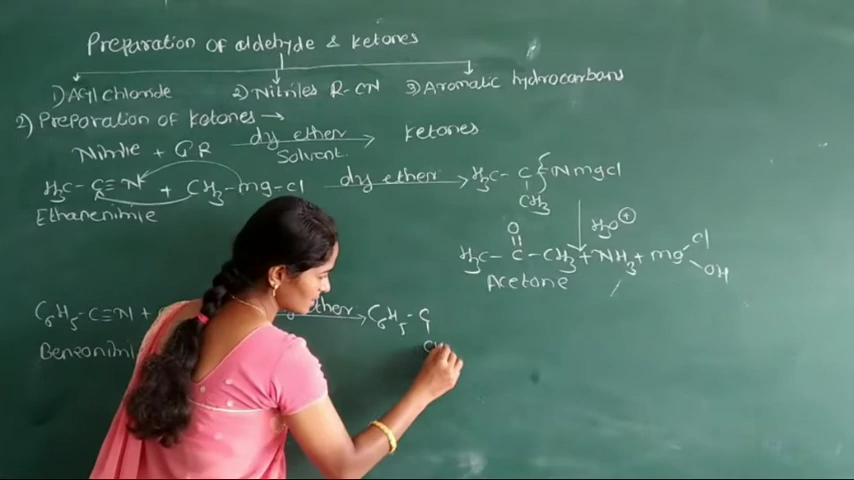 Preparation of aldehyde & ketones
1) Acyl chloride 2) Nitriles R-CN 3) Aromatic hydrocarbons
2) Preparation of ketones →
Nitrile + GR dry ether → ketones
Solvent.
H3C-C≡N + CH3-mg-Cl dry ether → H3C-C=Nmgcl
CH3
Ethanenitrile
H3O⊕
O
H3C-C-CH3 + NH3 + mg Cl OH
Acetone
C6H5-C≡N + ether → C6H5-C